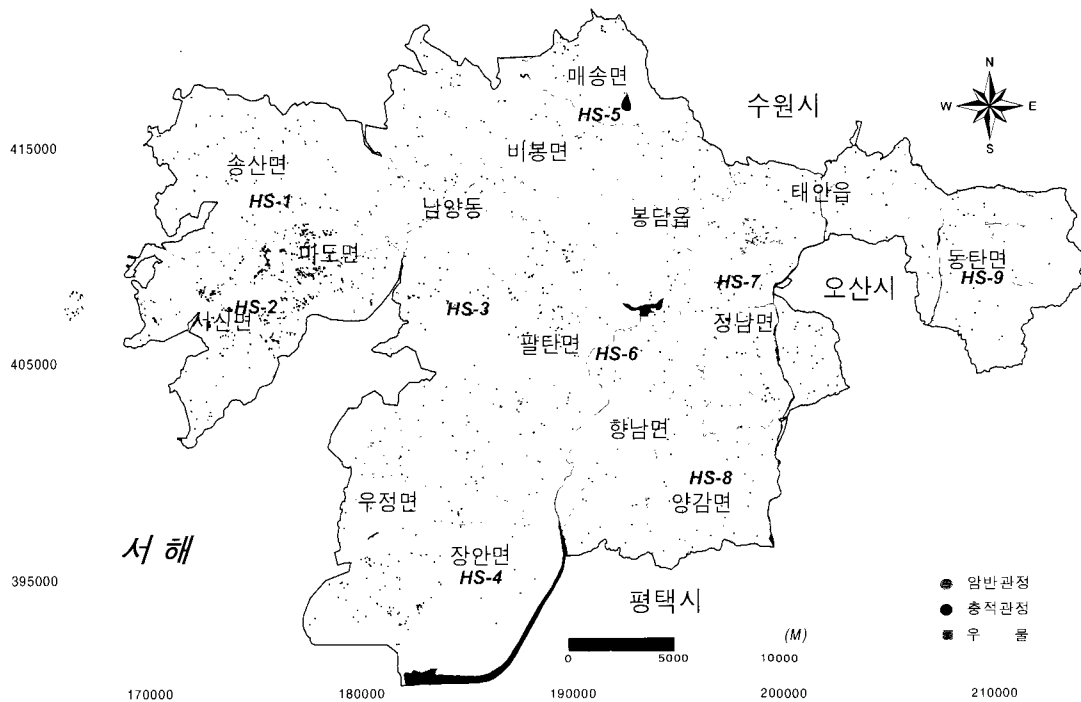 N
W E
S
매송면
수원시
HS-5
415000
비봉면
송산면
태안읍
HS-1
남양동
봉담읍
마도면
동탄면
HS-9
HS-7
오산시
HS-2
HS-3
서신면
정남면
팔탄면
HS-6
405000
향남면
HS-8
우정면
양감면
서 해
장안면
HS-4
395000
평택시
암반관정
충적관정
우 물
(M)
0 5000 10000
170000 180000 190000 200000 210000